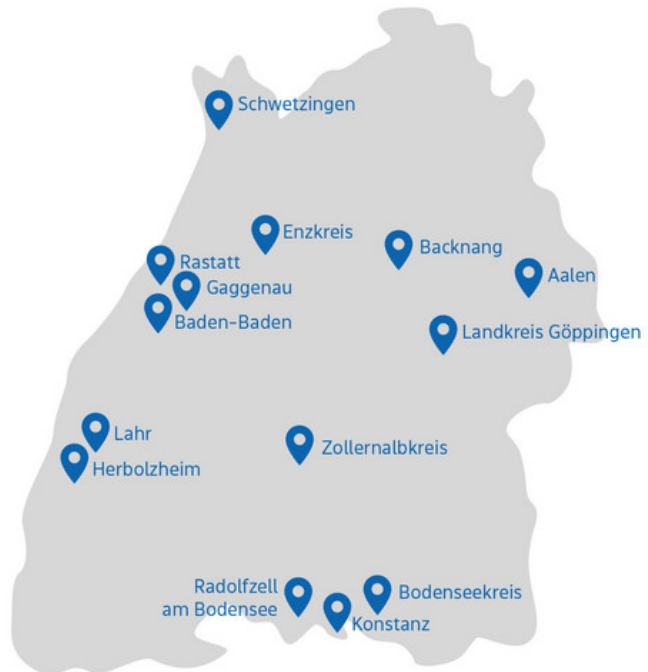 Schwetzingen
Enzkreis
Backnang
Rastatt
Aalen
Gaggenau
Baden-Baden
Landkreis Göppingen
Lahr
Zollernalbkreis
Herbolzheim
Radolfzell
am Bodensee
Bodenseekreis
Konstanz